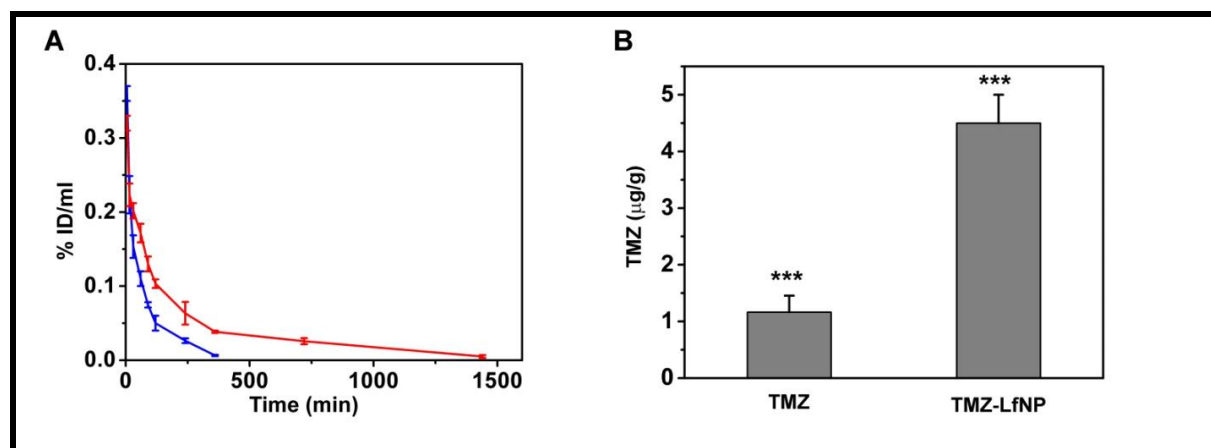 A
0.4
0.3
0.2
0.1
0.0
% ID/ml
0 500 1000 1500
Time (min)
B
5
4
3
2
1
0
TMZ (μg/g)
***
***
TMZ TMZ-LfNP